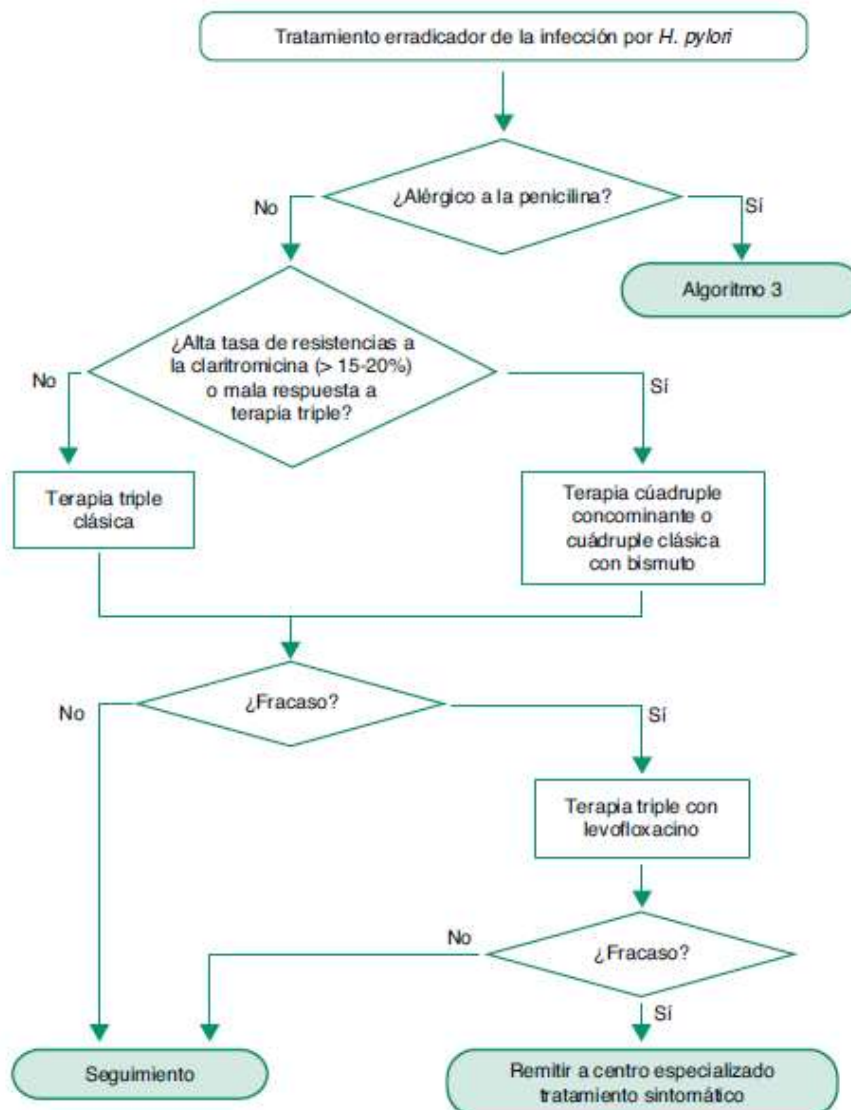 Tratamiento erradicador de la infección por H. pylori
¿Alérgico a la penicilina?
No
Sí
Algoritmo 3
¿Alta tasa de resistencias a
la claritromicina (> 15-20%)
o mala respuesta a
terapia triple?
No
Sí
Terapia triple
clásica
Terapia cúadruple
concominante o
cuádruple clásica
con bismuto
¿Fracaso?
No
Sí
Terapia triple con
levofloxacino
¿Fracaso?
No
Sí
Seguimiento
Remitir a centro especializado
tratamiento sintomático